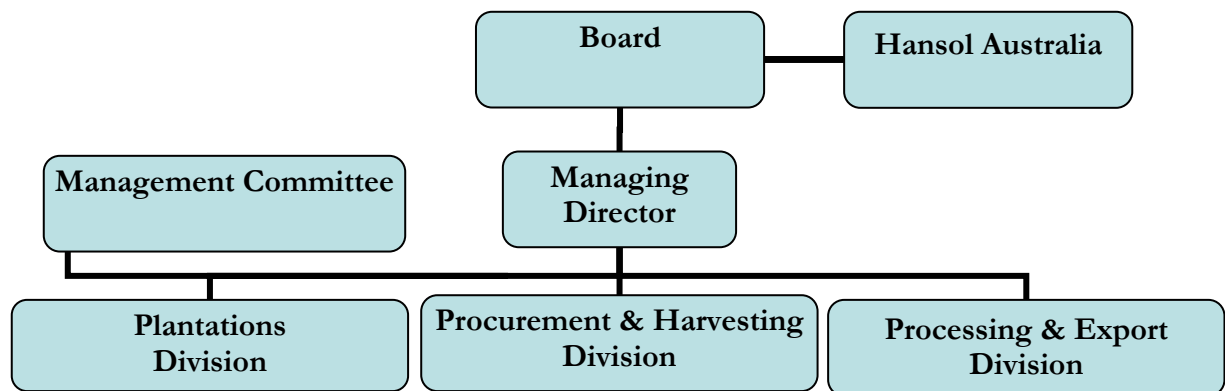 Board
Hansol Australia
Management Committee
Managing
Director
Plantations
Division
Procurement & Harvesting
Division
Processing & Export
Division